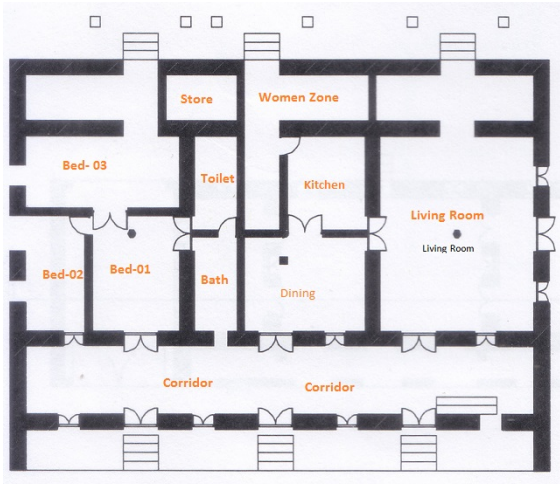 Store
Women Zone
Bed- 03
Toilet
Kitchen
Living Room
Living Room
Bed-02
Bed-01
Bath
Dining
Corridor
Corridor